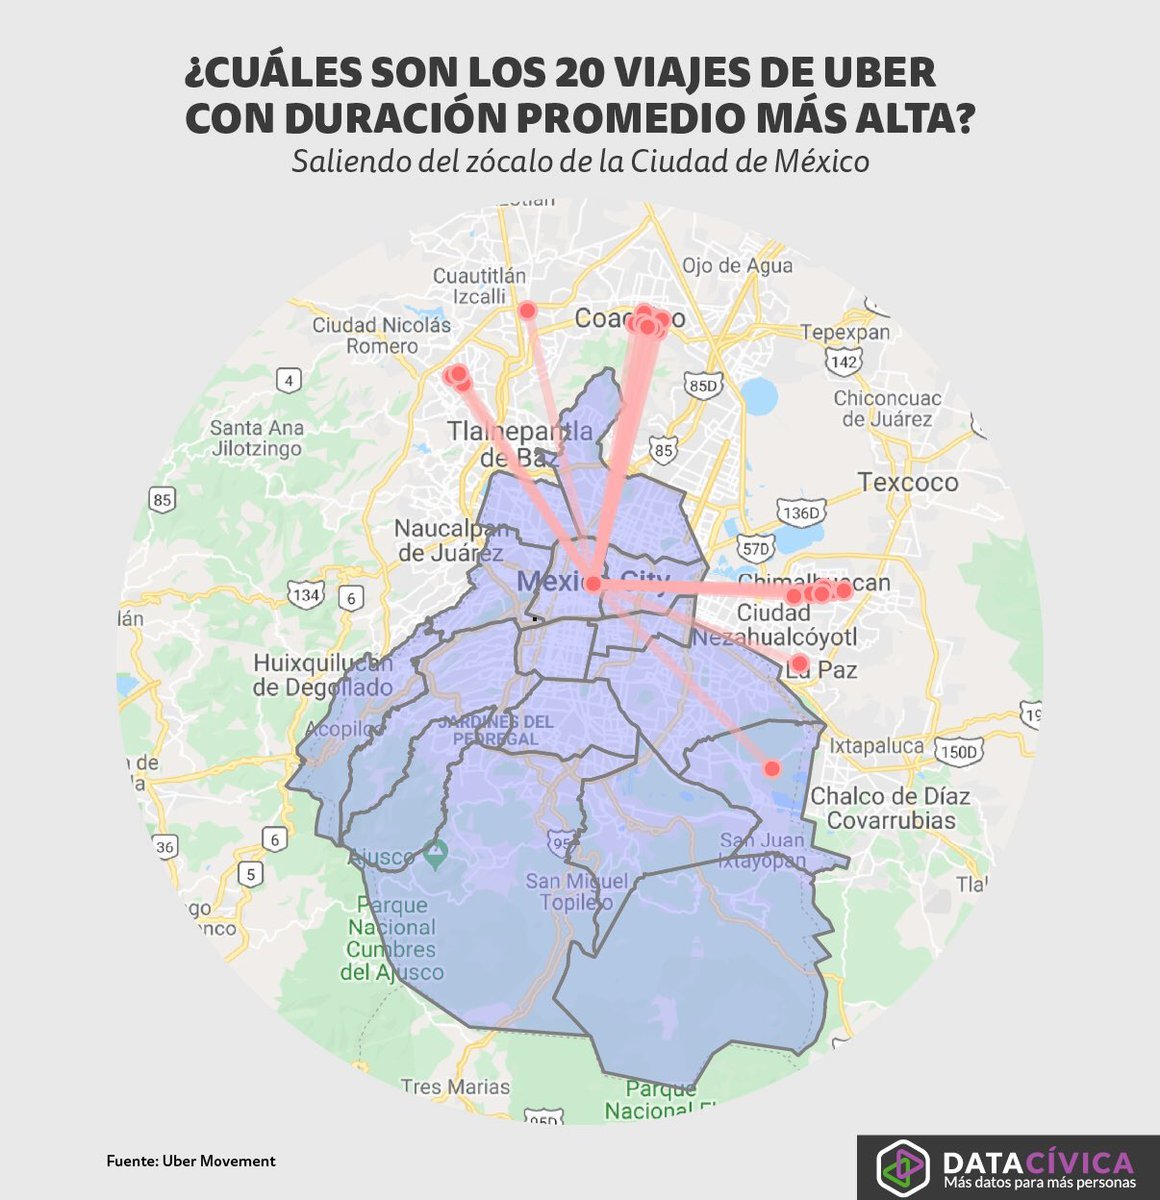 ¿CUÁLES SON LOS 20 VIAJES DE UBER
CON DURACIÓN PROMEDIO MÁS ALTA?
Saliendo del zócalo de la Ciudad de México
Ojo de Agua
Cuautitlán
Izcalli
Ciudad Nicolás
Romero
Tepexpan
142
4
85D
Chiconcuac
de Juárez
Santa Ana
Jilotzingo
Tlalnepantla
de Baz
85
Texcoco
85
136D
Naucalpan
de Juárez
57D
Mexico City
Chimalhuacan
134
6
Ciudad
Nezahualcóyotl
La Paz
Huixquilucan
de Degollado
Acopilco
JARDINES DEL
PEDREGAL
Ixtapaluca
150D
Chalco de Díaz
Covarrubias
36
6
5
Ajusco
95
San Juan
Ixtayopan
San Miguel
Topilejo
Parque
Nacional
Cumbres
del Ajusco
Tres Marias
Parque
Nacional
95D
Fuente: Uber Movement
DATACÍVICA
Más datos para más personas